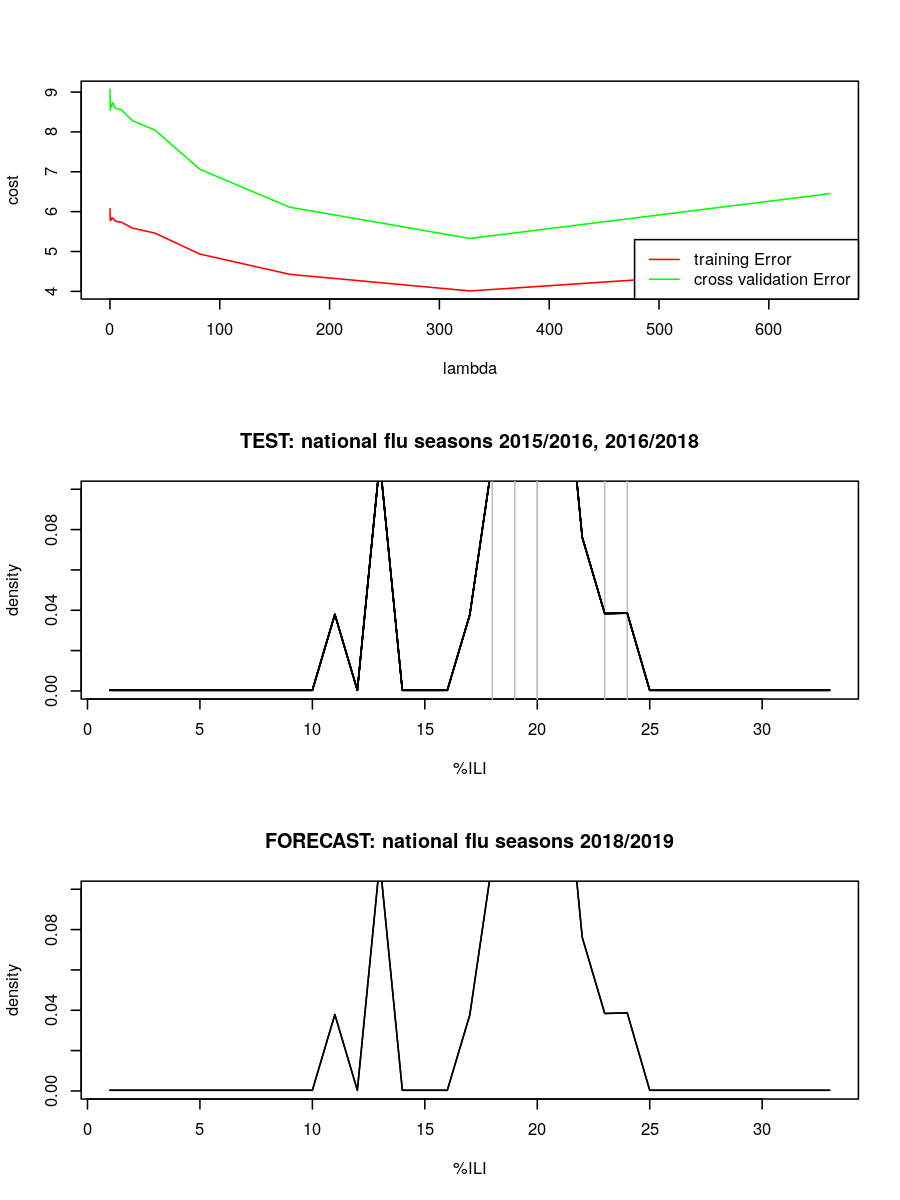 9
8
7
6
5
4
cost
training Error
cross validation Error
0 100 200 300 400 500 600
lambda
TEST: national flu seasons 2015/2016, 2016/2018
0.08
0.04
0.00
density
0 5 10 15 20 25 30
%ILI
FORECAST: national flu seasons 2018/2019
0.08
0.04
0.00
density
0 5 10 15 20 25 30
%ILI